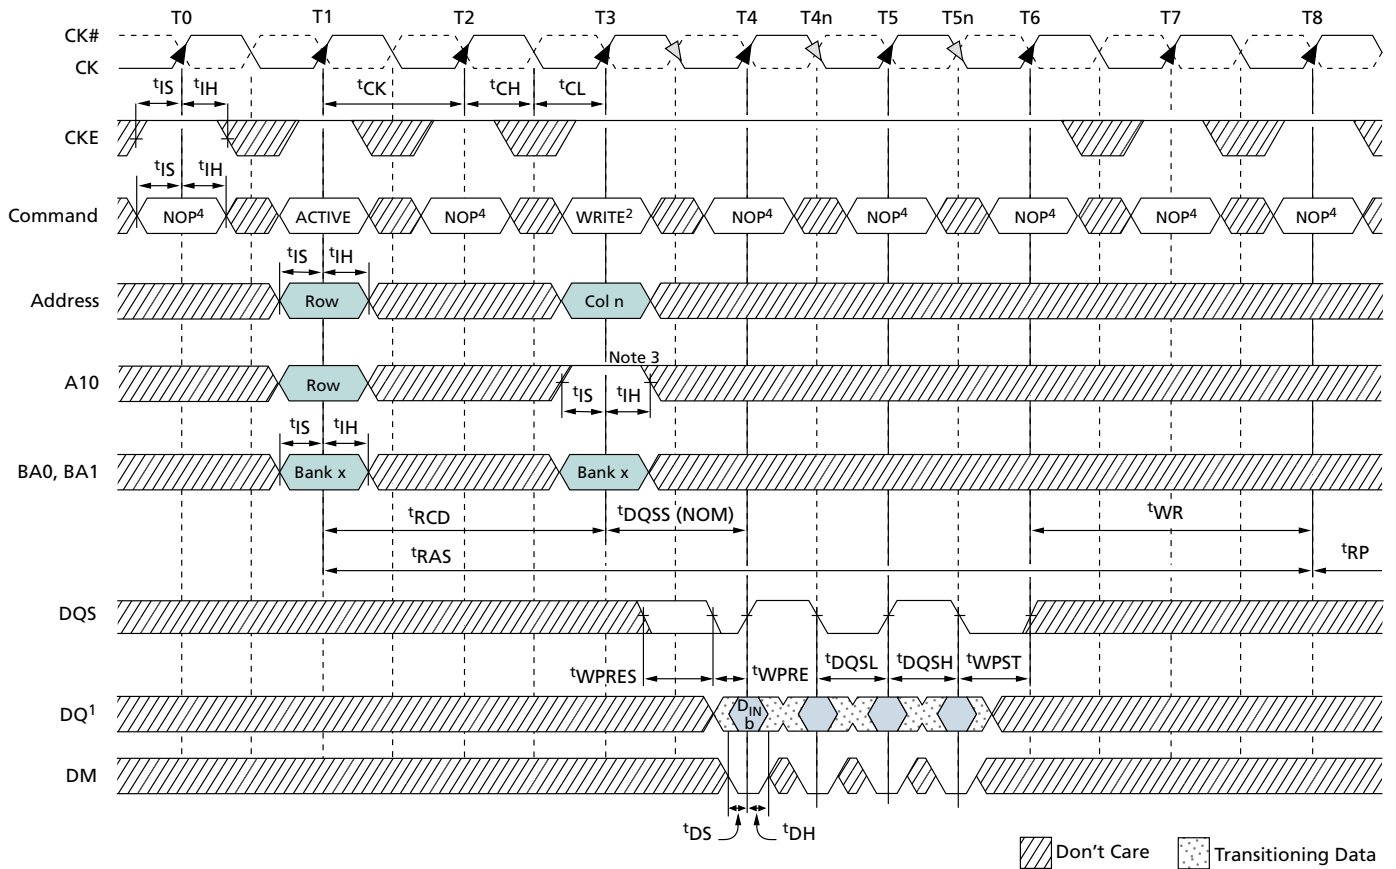 T0 T1 T2 T3 T4 T4n T5 T5n T6 T7 T8
CK#
CK
tIS tIH tCK tCH tCL
CKE
tIS tIH
Command NOP4 ACTIVE NOP4 WRITE2 NOP4 NOP4 NOP4 NOP4 NOP4
tIS tIH
Address Row Col n
Note 3
A10 Row
tIS tIH
tIS tIH
BA0, BA1 Bank x Bank x
tRCD tDQSS (NOM) tWR
tRAS tRP
DQS
tWPRES tWPRE tDQSL tDQSH tWPST
DQ1 DIN
b
DM
tDS tDH
Don't Care Transitioning Data